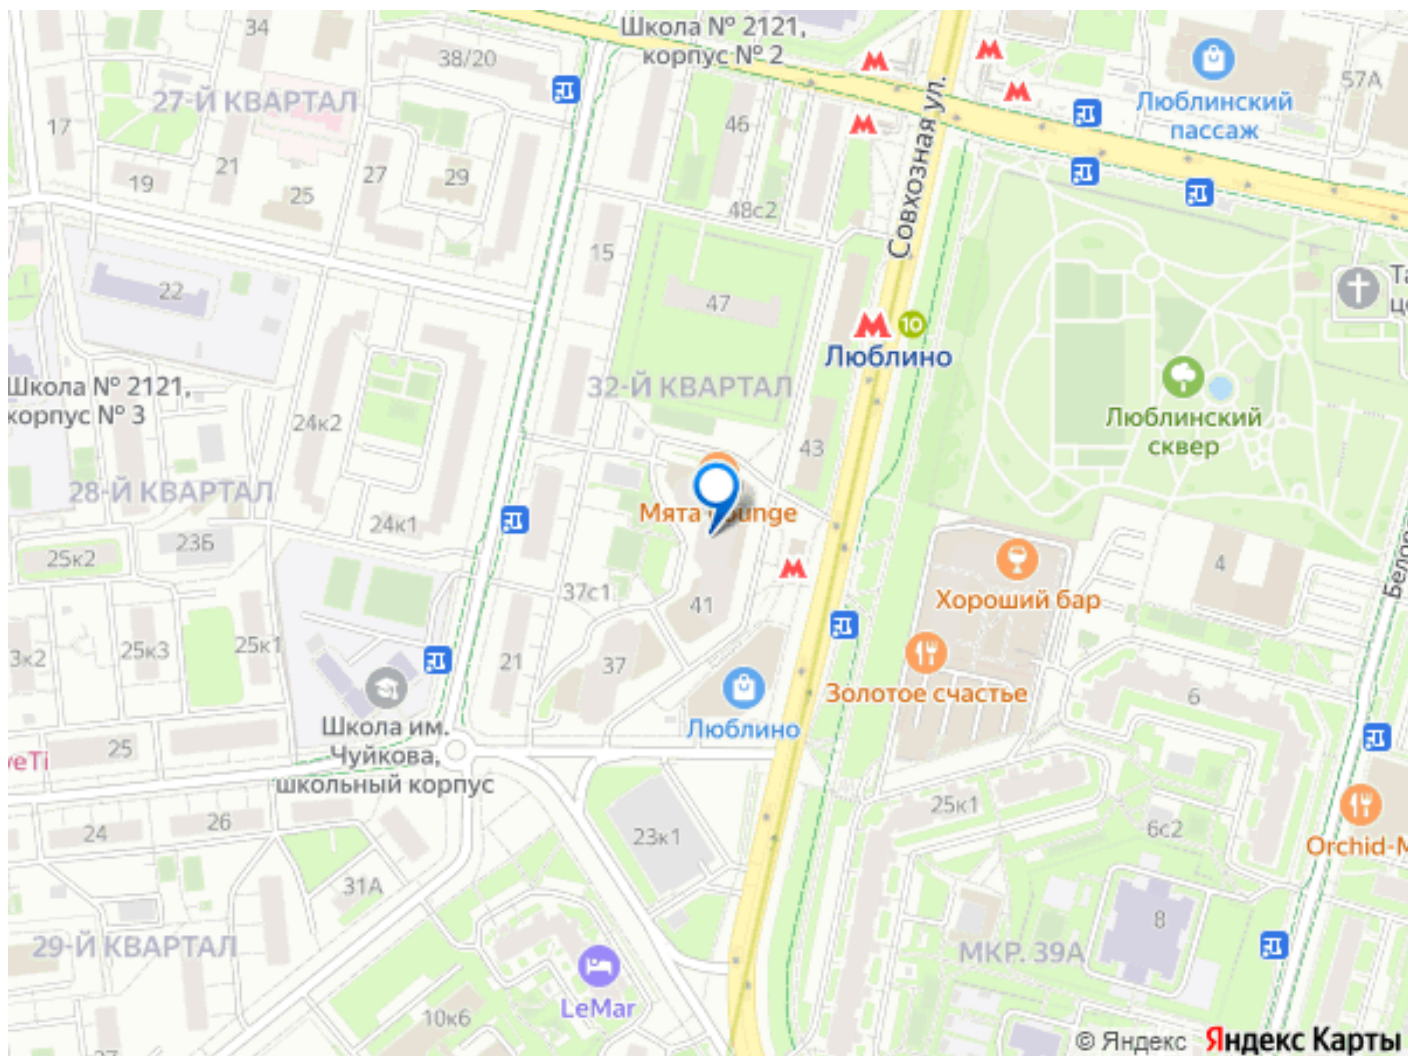 34
Школа № 2121,
корпус № 2
38/20
27-Й КВАРТАЛ
17
57А
Люблинский
пассаж
46
Совхозная ул.
21
27
29
19
25
48с2
15
22
47
10
Люблино
Школа № 2121,
корпус № 3
32-Й КВАРТАЛ
Люблинский
сквер
24к2
43
28-Й КВАРТАЛ
Мята
24к1
23Б
25к2
4
37с1
41
Хороший бар
25к3
25к1
21
37
Золотое счастье
6
Школа им.
Чуйкова,
школьный корпус
Люблино
25
24
26
23к1
25к1
6с2
31А
8
29-Й КВАРТАЛ
МКР. 39А
LeMar
10к6
© Яндекс Яндекс Карты